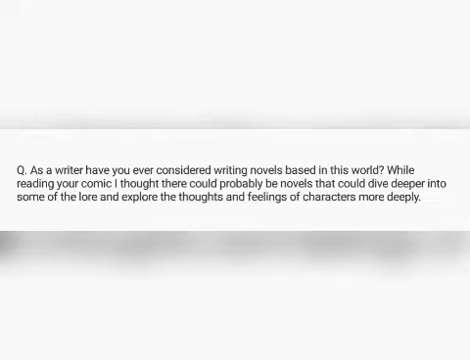 Q. As a writer have you ever considered writing novels based in this world? While
reading your comic I thought there could probably be novels that could dive deeper into
some of the lore and explore the thoughts and feelings of characters more deeply.